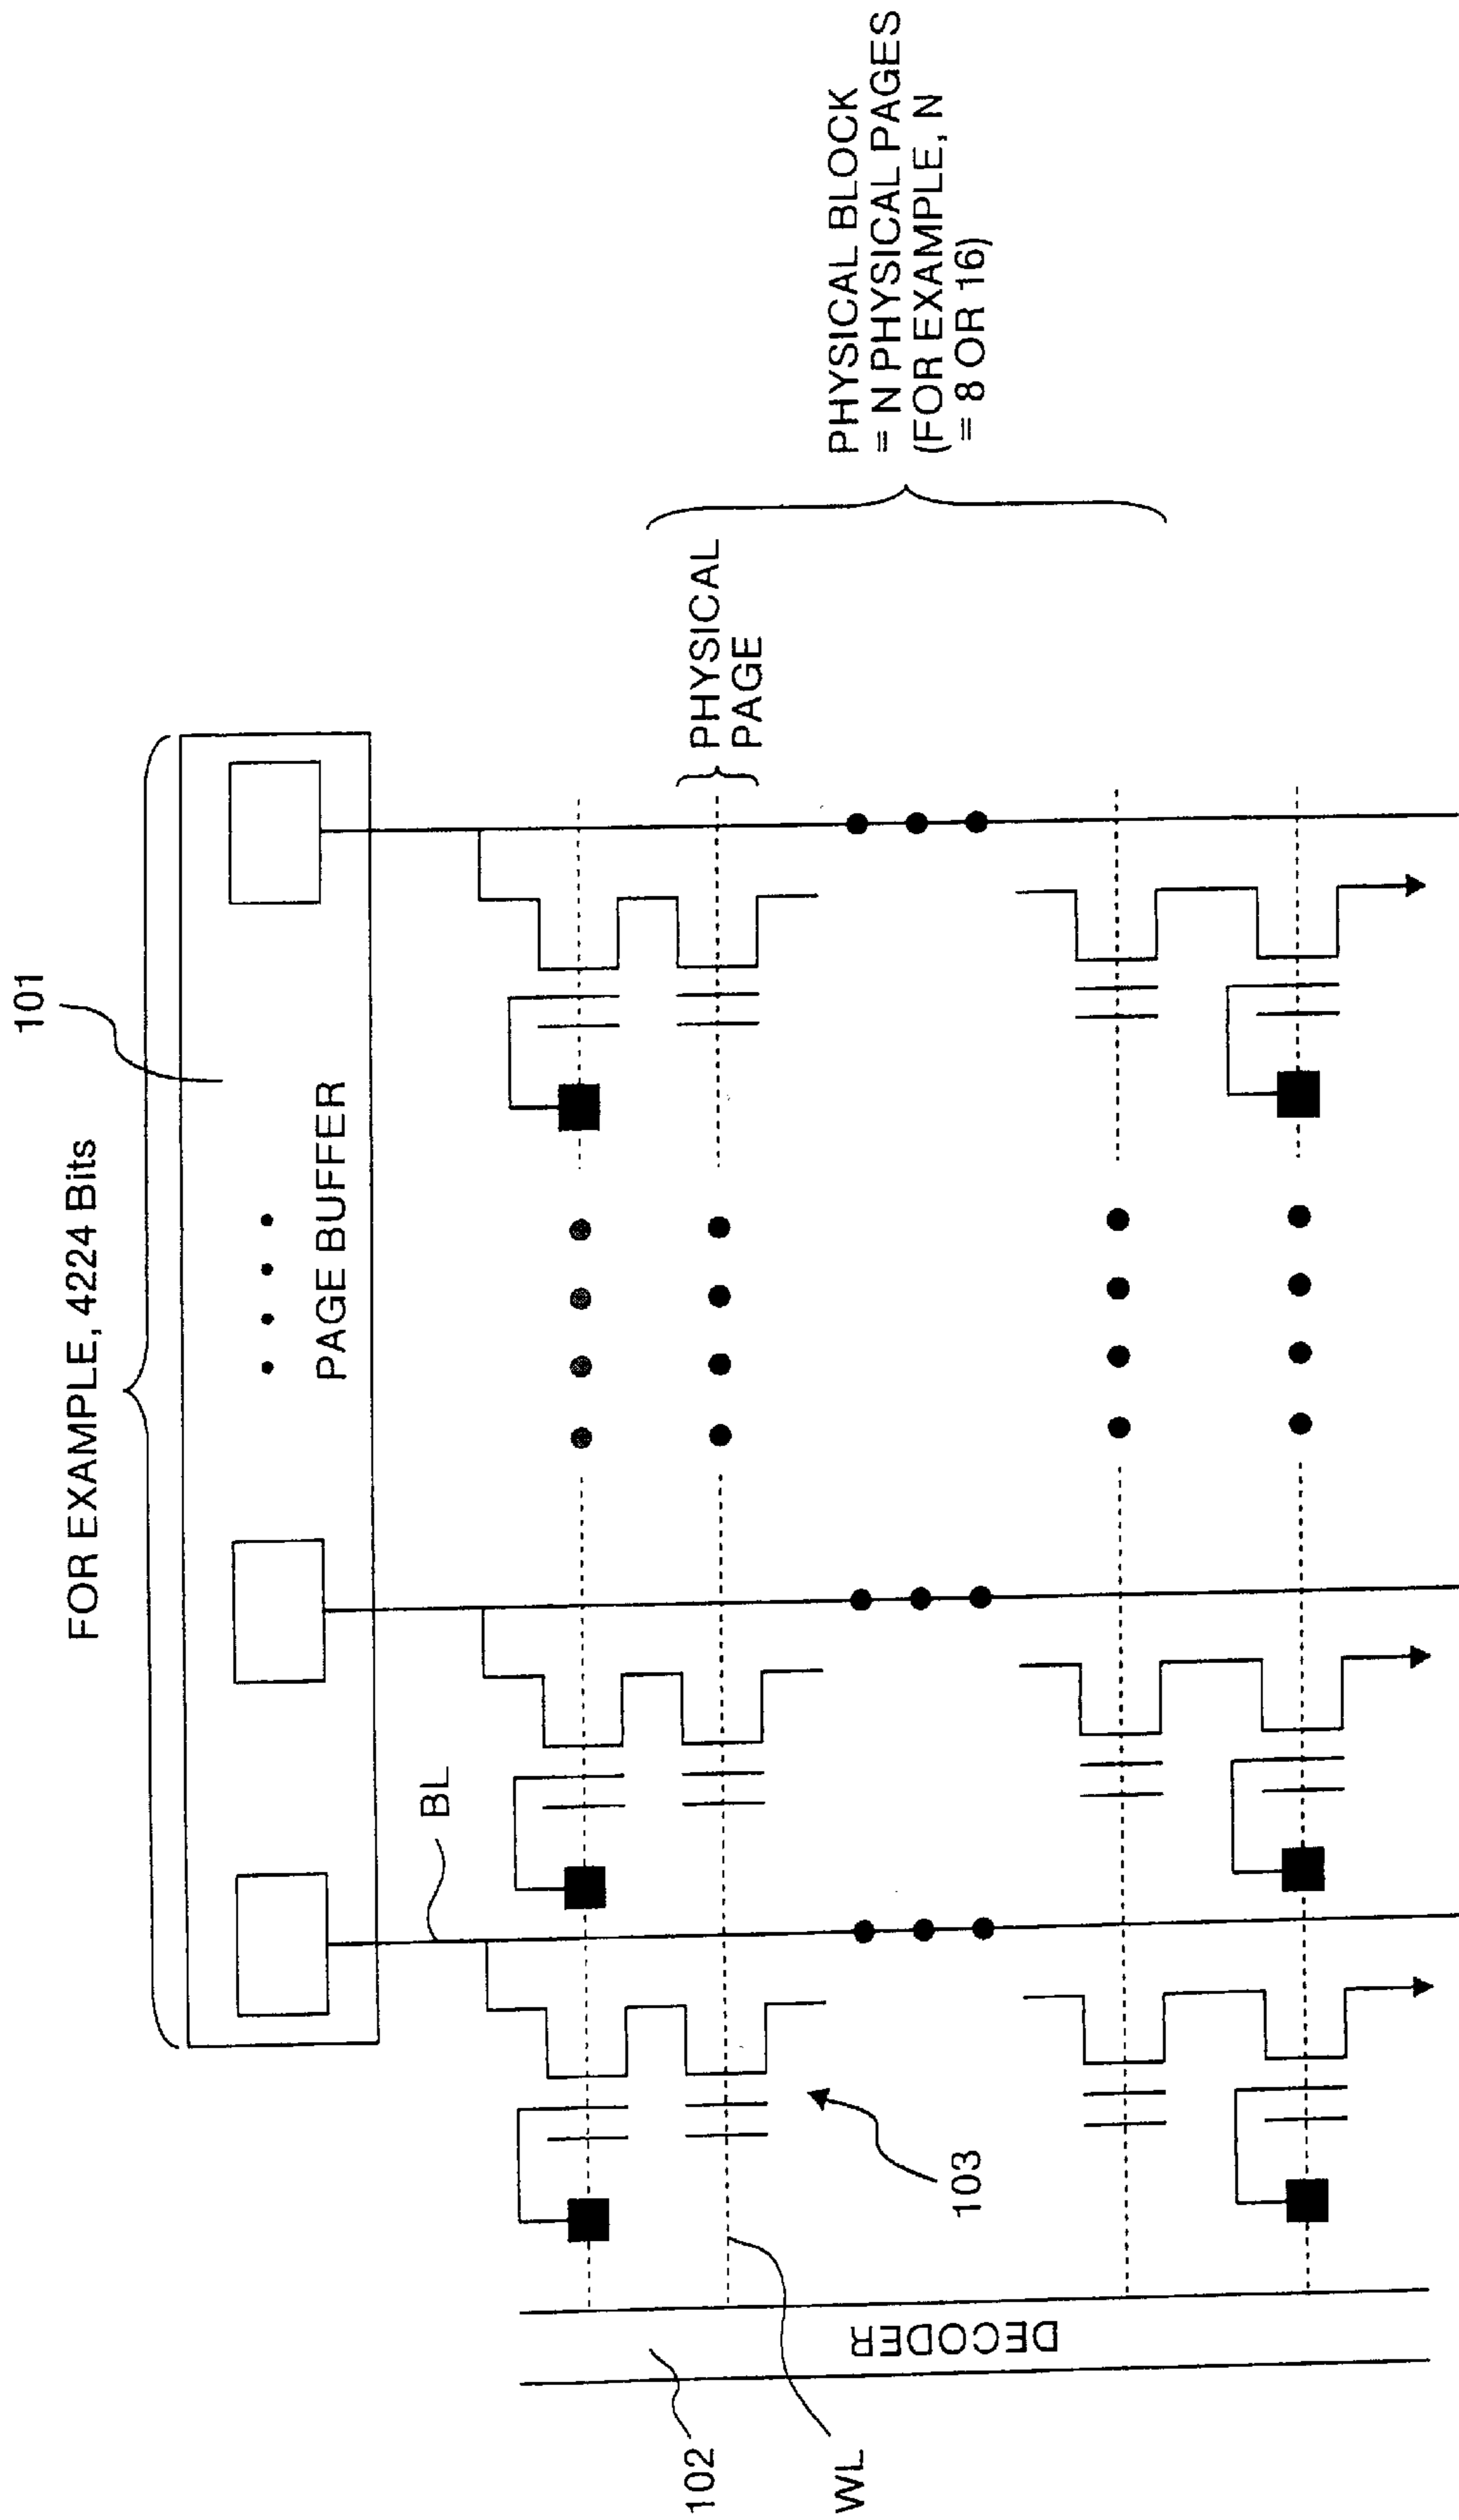 101
FOR EXAMPLE, 4224 Bits
PAGE BUFFER
BL
PHYSICAL
PAGE
PHYSICAL BLOCK
= N PHYSICAL PAGES
(FOR EXAMPLE, N
= 8 OR 16)
103
102
DECODER
WL